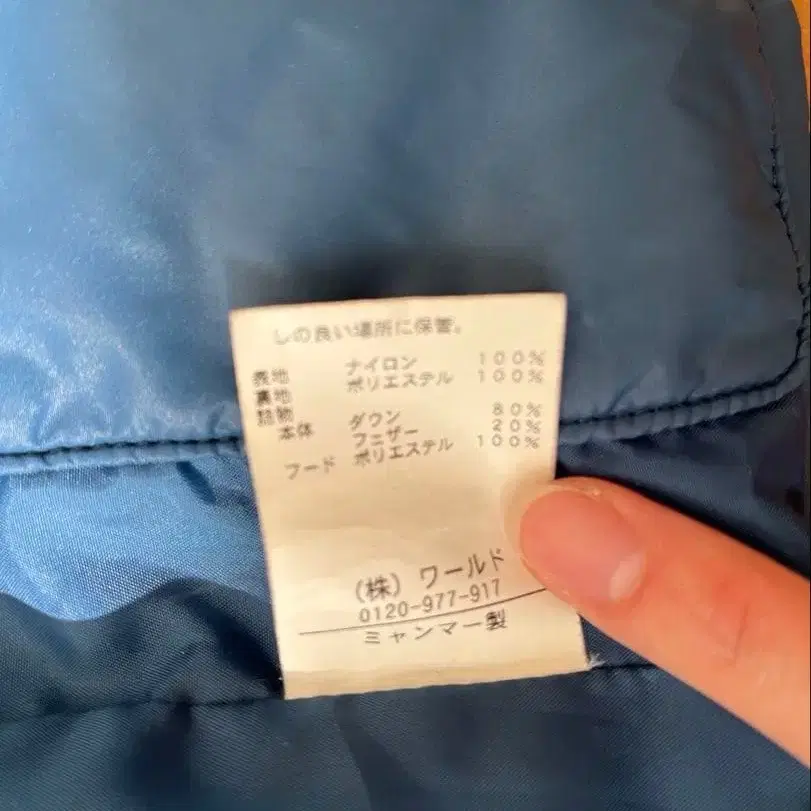 しの良い場所に保管。
表地 ナイロン 100%
裏地 ポリエステル 100%
詰物
本体 ダウン 80%
フェザー 20%
フード ポリエステル 100%
(株) ワールド
0120-977-917
ミャンマー製